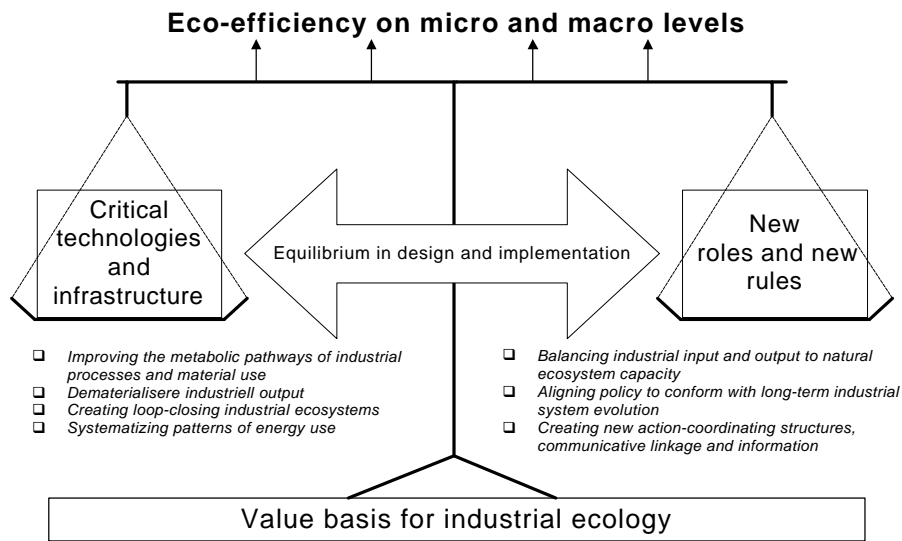 Eco-efficiency on micro and macro levels
Critical
technologies
and
infrastructure
Equilibrium in design and implementation
New
roles and new
rules
❑ Improving the metabolic pathways of industrial
processes and material use
❑ Dematerialisere industriell output
❑ Creating loop-closing industrial ecosystems
❑ Systematizing patterns of energy use
❑ Balancing industrial input and output to natural
ecosystem capacity
❑ Aligning policy to conform with long-term industrial
system evolution
❑ Creating new action-coordinating structures,
communicative linkage and information
Value basis for industrial ecology